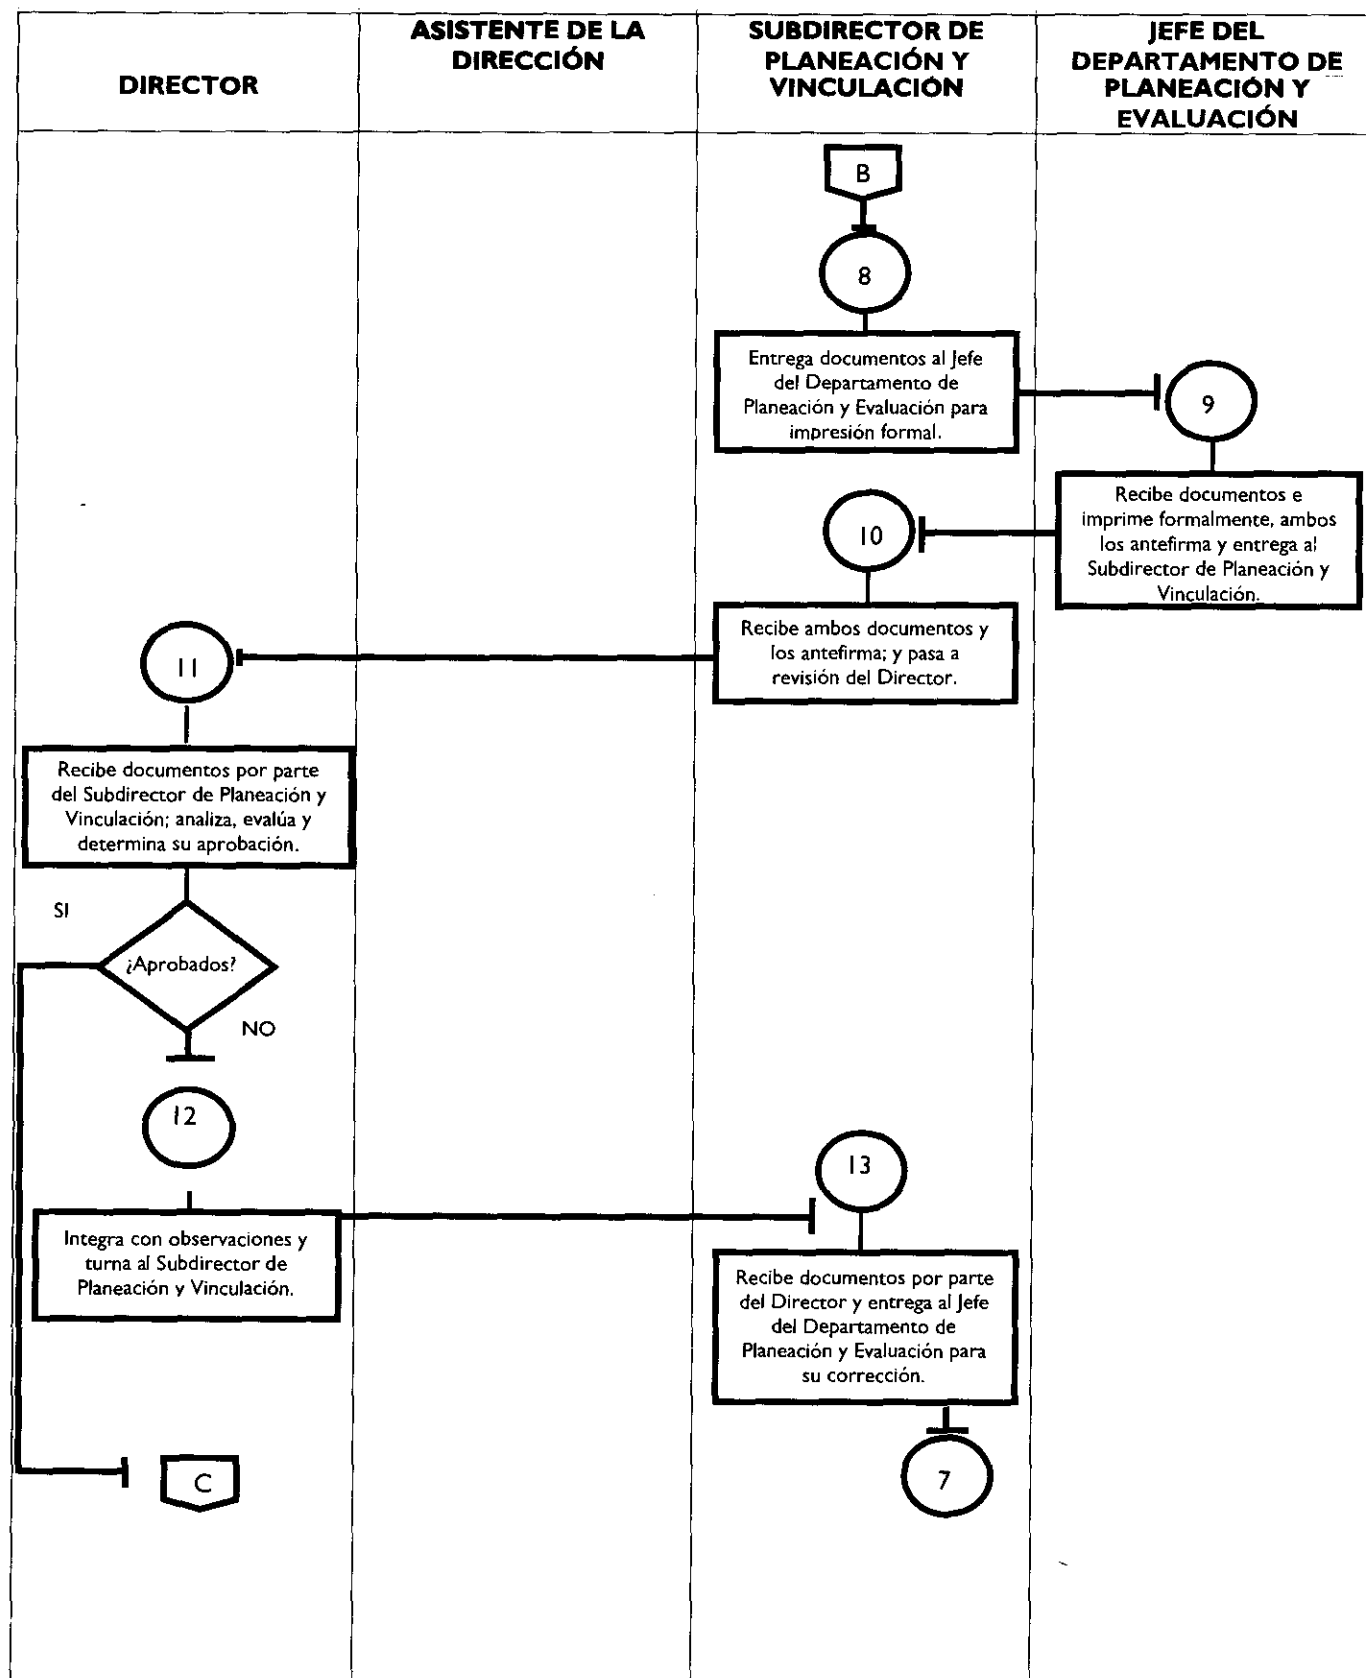 DIRECTOR
ASISTENTE DE LA
DIRECCIÓN
SUBDIRECTOR DE
PLANEACIÓN Y
VINCULACIÓN
JEFE DEL
DEPARTAMENTO DE
PLANEACIÓN Y
EVALUACIÓN
B
8
Entrega documentos al Jefe
del Departamento de
Planeación y Evaluación para
impresión formal.
9
Recibe documentos e
imprime formalmente, ambos
los antefirma y entrega al
Subdirector de Planeación y
Vinculación.
10
Recibe ambos documentos y
los antefirma; y pasa a
revisión del Director.
11
Recibe documentos por parte
del Subdirector de Planeación y
Vinculación; analiza, evalúa y
determina su aprobación.
SI
¿Aprobados?
NO
12
Integra con observaciones y
turna al Subdirector de
Planeación y Vinculación.
13
Recibe documentos por parte
del Director y entrega al Jefe
del Departamento de
Planeación y Evaluación para
su corrección.
7
C